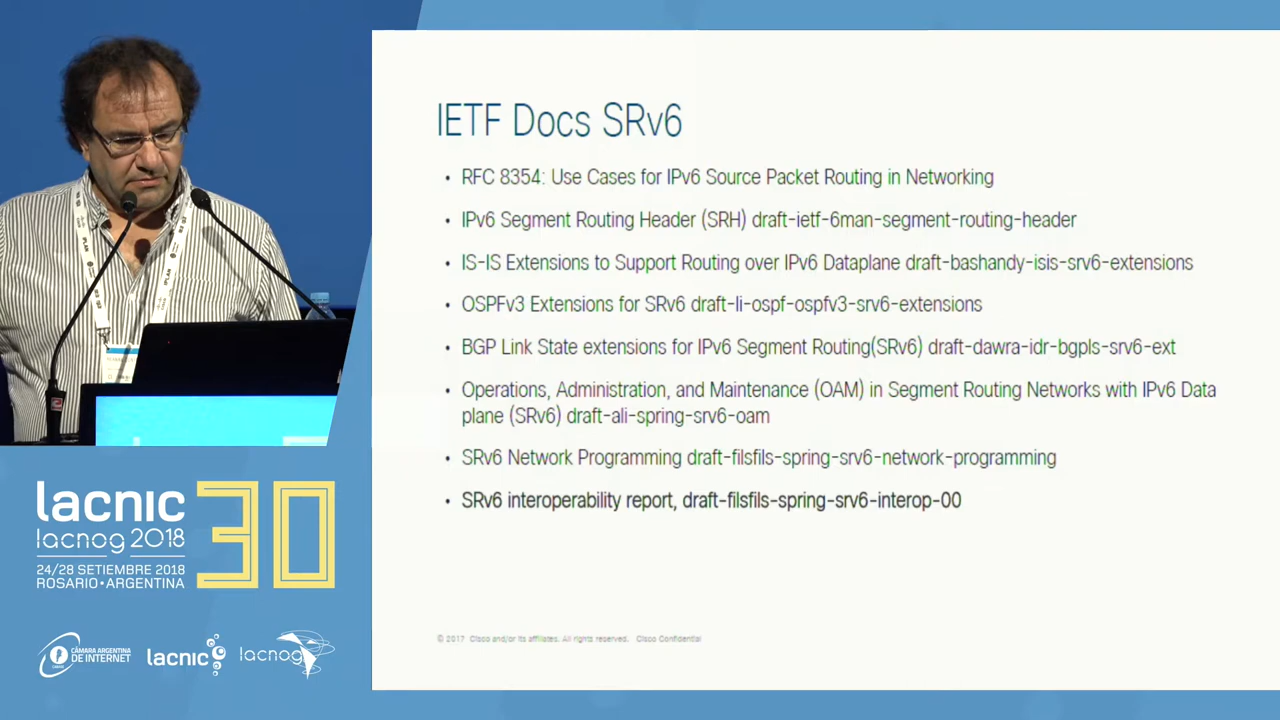 IETF Docs SRv6
• RFC 8354: Use Cases for IPv6 Source Packet Routing in Networking
• IPv6 Segment Routing Header (SRH) draft-ietf-6man-segment-routing-header
• IS-IS Extensions to Support Routing over IPv6 Dataplane draft-bashandy-isis-srv6-extensions
• OSPFv3 Extensions for SRv6 draft-li-ospf-ospfv3-srv6-extensions
• BGP Link State extensions for IPv6 Segment Routing(SRv6) draft-dawra-idr-bgpls-srv6-ext
• Operations, Administration, and Maintenance (OAM) in Segment Routing Networks with IPv6 Data
plane (SRv6) draft-ali-spring-srv6-oam
• SRv6 Network Programming draft-filsfils-spring-srv6-network-programming
• SRv6 interoperability report, draft-filsfils-spring-srv6-interop-00
© 2017 Cisco and/or its affiliates. All rights reserved. Cisco Confidential
IPLAN
lacnic
lacnog 2018
30
24/28 SETIEMBRE 2018
ROSARIO • ARGENTINA
CÁMARA ARGENTINA
DE INTERNET
lacnic
lacnog